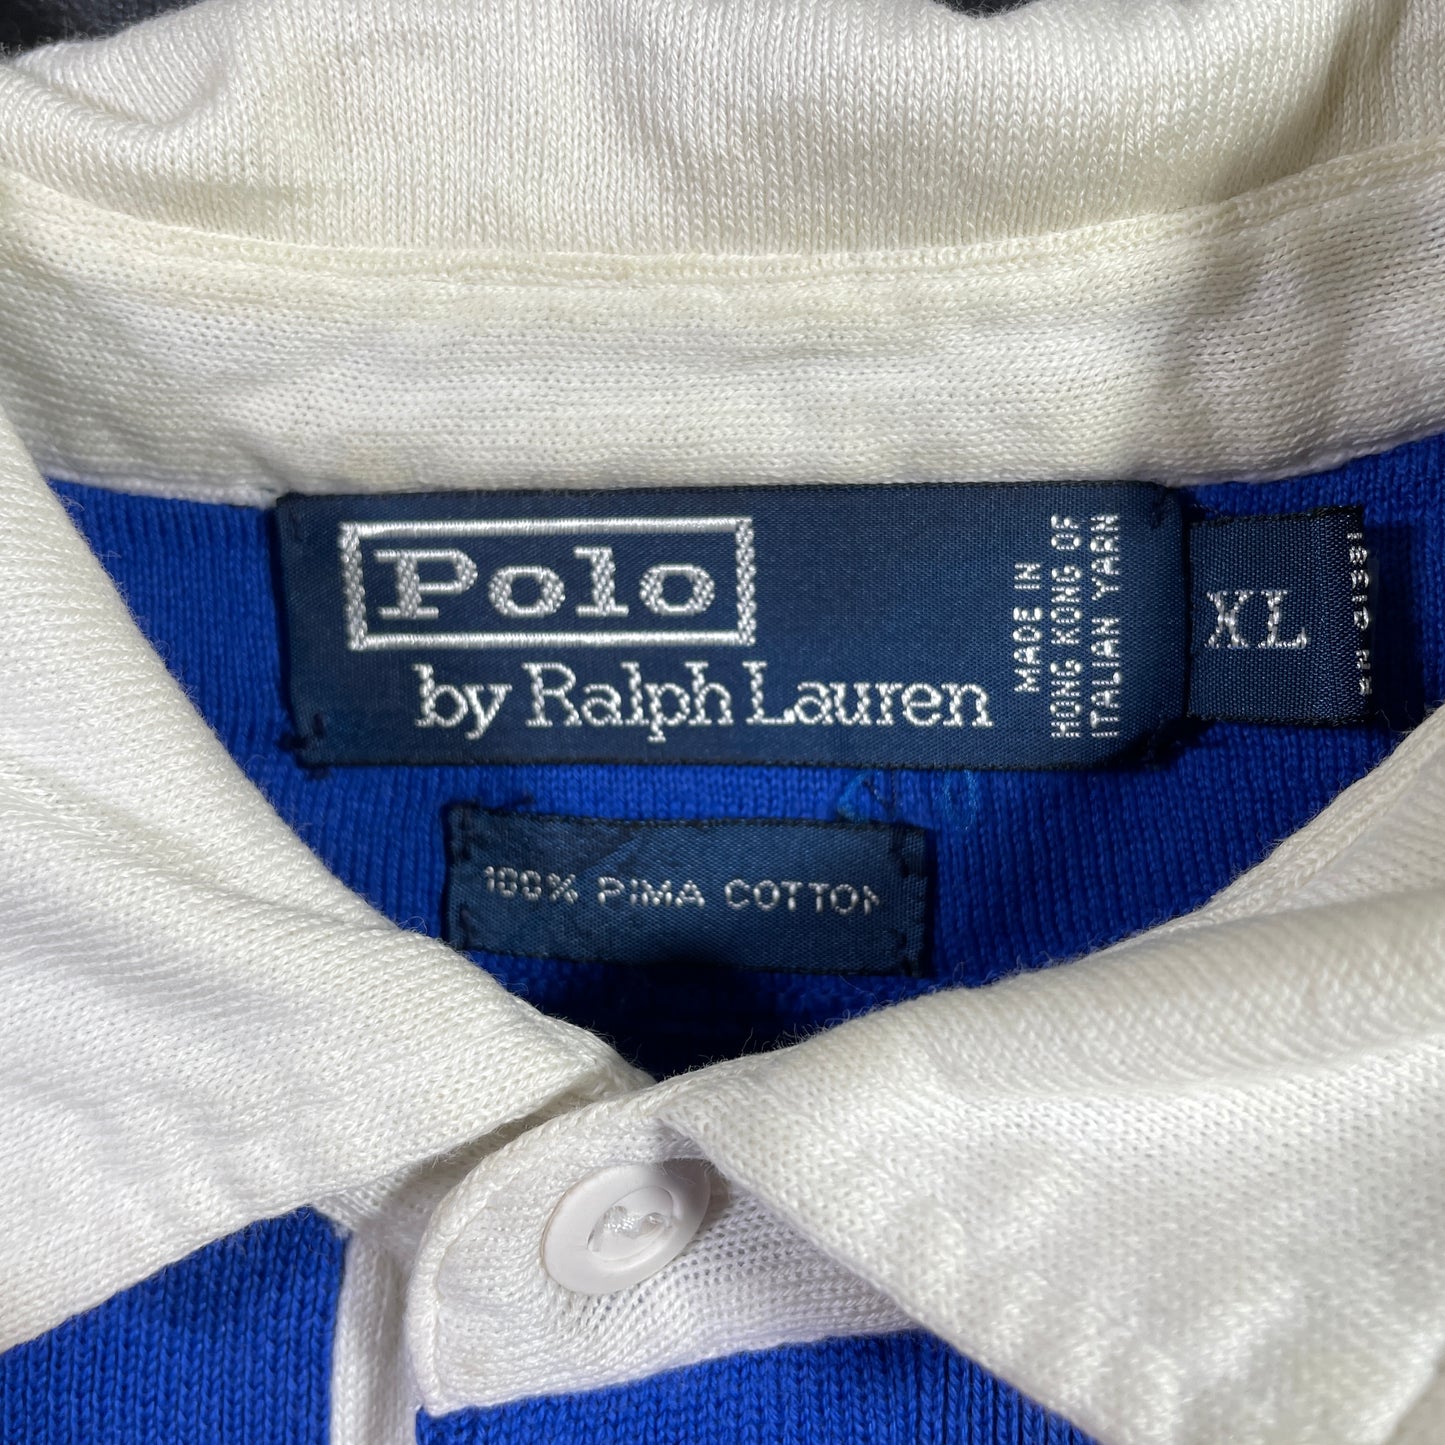 Polo
by Ralph Lauren
MADE IN
HONG KONG OF
ITALIAN YARN
XL
100% PIMA COTTON